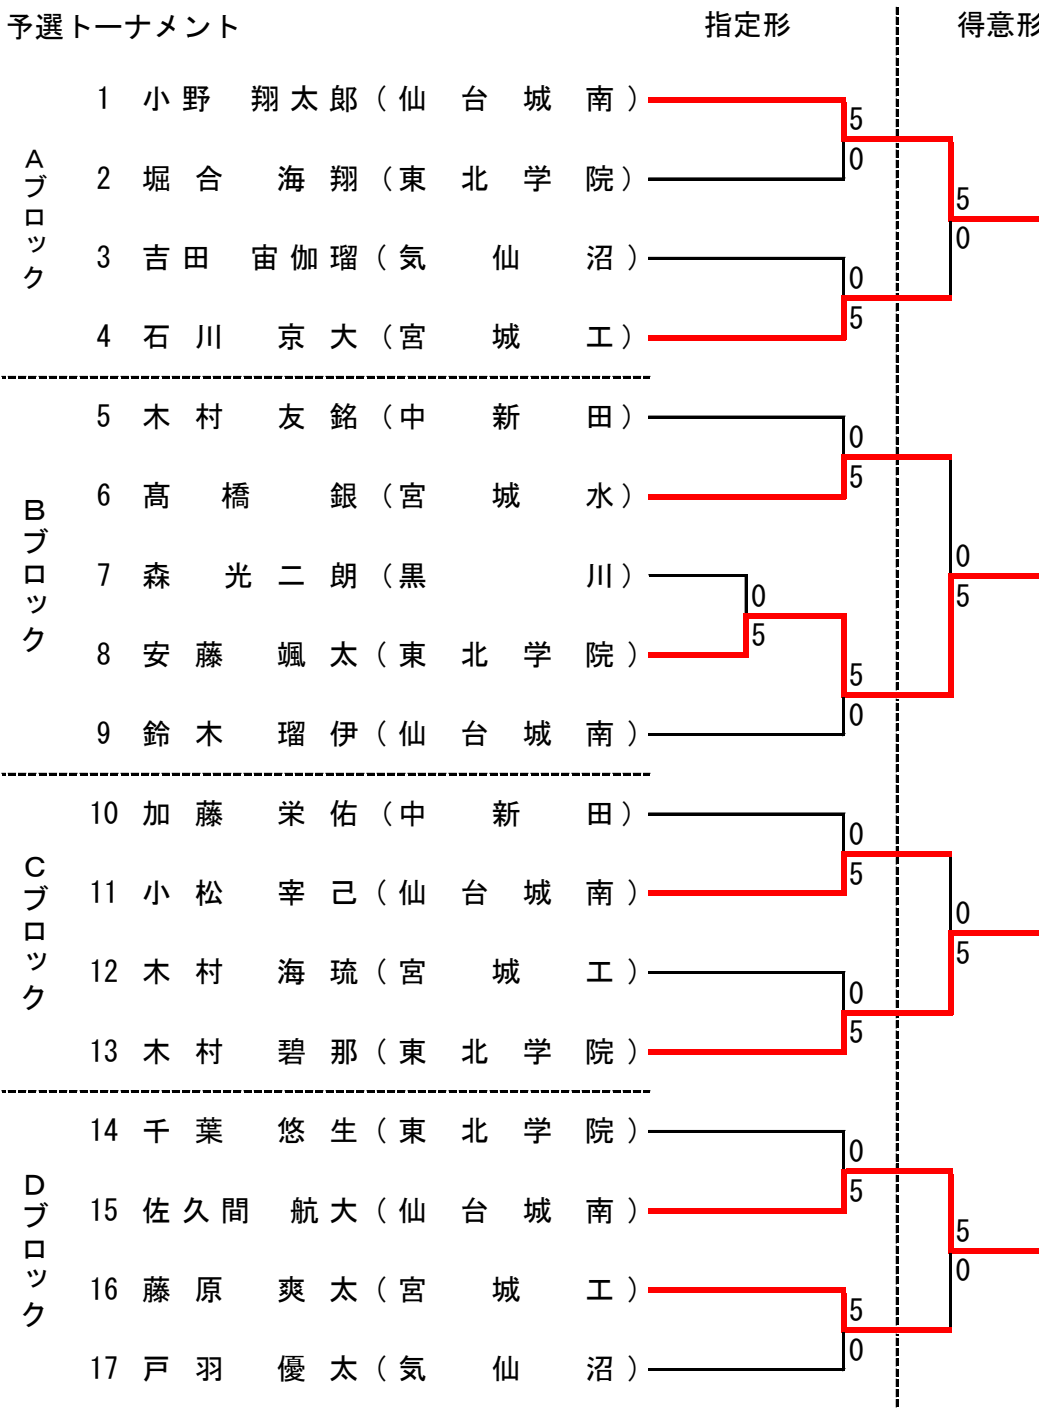 予選トーナメント 指定形 得意形
Aブロック
1 小野 翔太郎(仙台城南)
5
0
2 堀合 海翔(東北学院)
5
0
3 吉田 宙伽瑠(気仙沼)
0
5
4 石川 京大(宮城工)
Bブロック
5 木村 友銘(中新田)
0
5
6 髙橋 銀(宮城水)
0
5
7 森 光二朗(黒川)
0
5
8 安藤 颯太(東北学院)
5
0
9 鈴木 瑠伊(仙台城南)
Cブロック
10 加藤 栄佑(中新田)
0
5
11 小松 宰己(仙台城南)
0
5
12 木村 海琉(宮城工)
0
5
13 木村 碧那(東北学院)
Dブロック
14 千葉 悠生(東北学院)
0
5
15 佐久間 航大(仙台城南)
5
0
16 藤原 爽太(宮城工)
5
0
17 戸羽 優太(気仙沼)